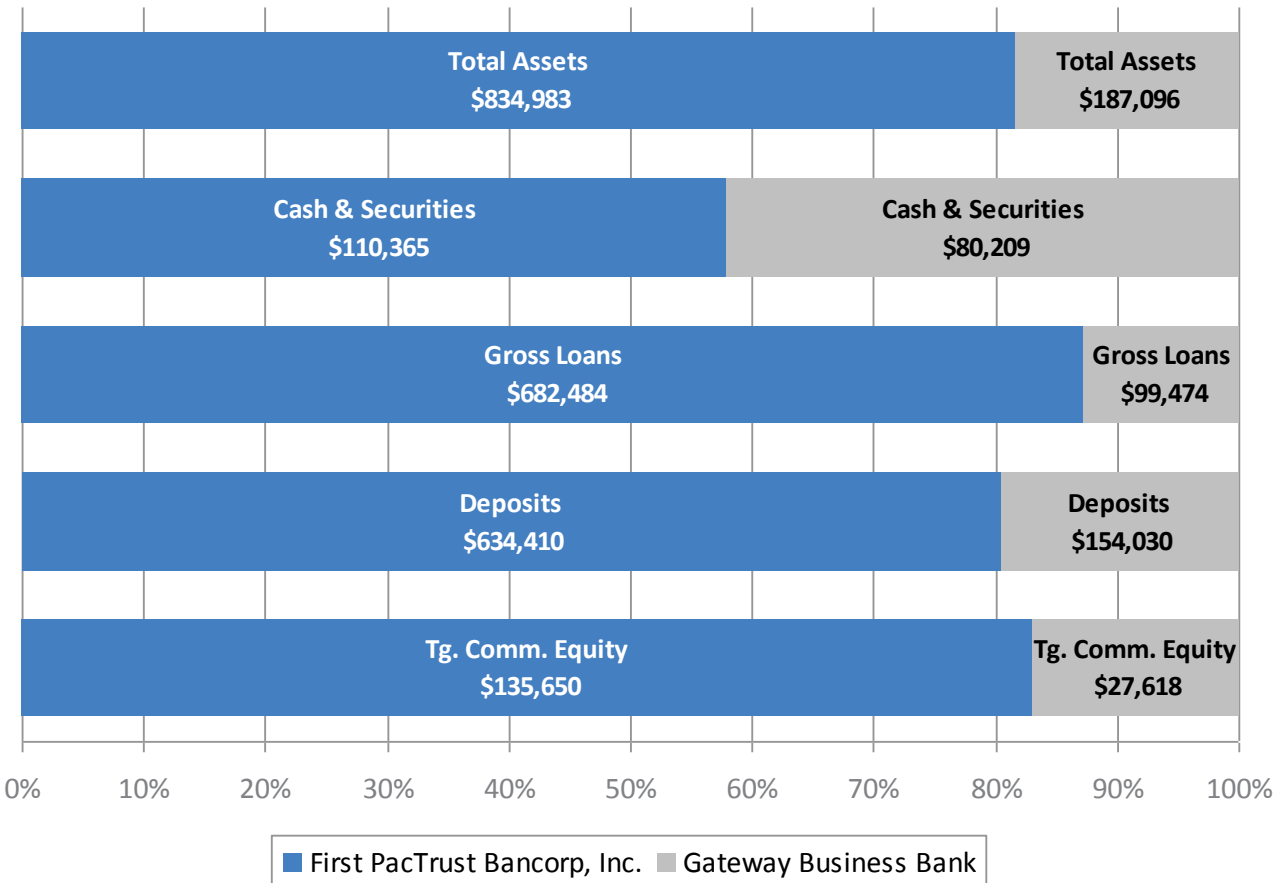 Total Assets
$834,983
Total Assets
$187,096
Cash & Securities
$110,365
Cash & Securities
$80,209
Gross Loans
$682,484
Gross Loans
$99,474
Deposits
$634,410
Deposits
$154,030
Tg. Comm. Equity
$135,650
Tg. Comm. Equity
$27,618
0% 10% 20% 30% 40% 50% 60% 70% 80% 90% 100%
First PacTrust Bancorp, Inc. Gateway Business Bank